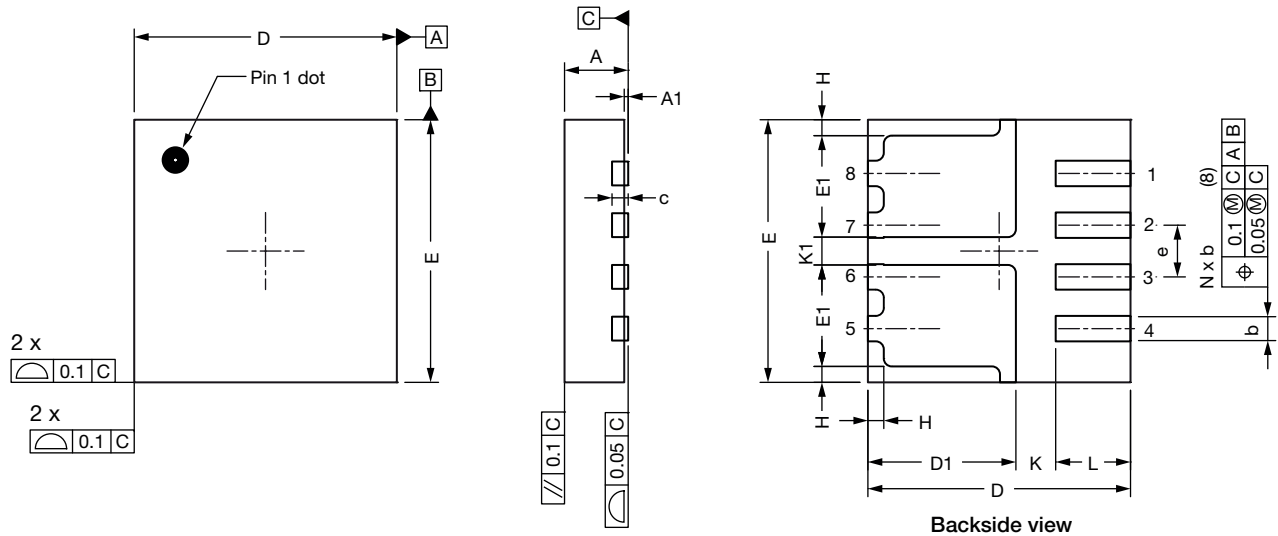 D
A
Pin 1 dot
B
E
2 x
⌓ 0.1 C
2 x
⌓ 0.1 C
C
A
A1
c
// 0.1 C
⌓ 0.05 C
H
E1
K1
E1
H
E
8
7
6
5
1
2
3
4
e
b
N x b (8)
⌖ 0.1 Ⓜ C A B
0.05 Ⓜ C
H
D1
K
L
D
Backside view